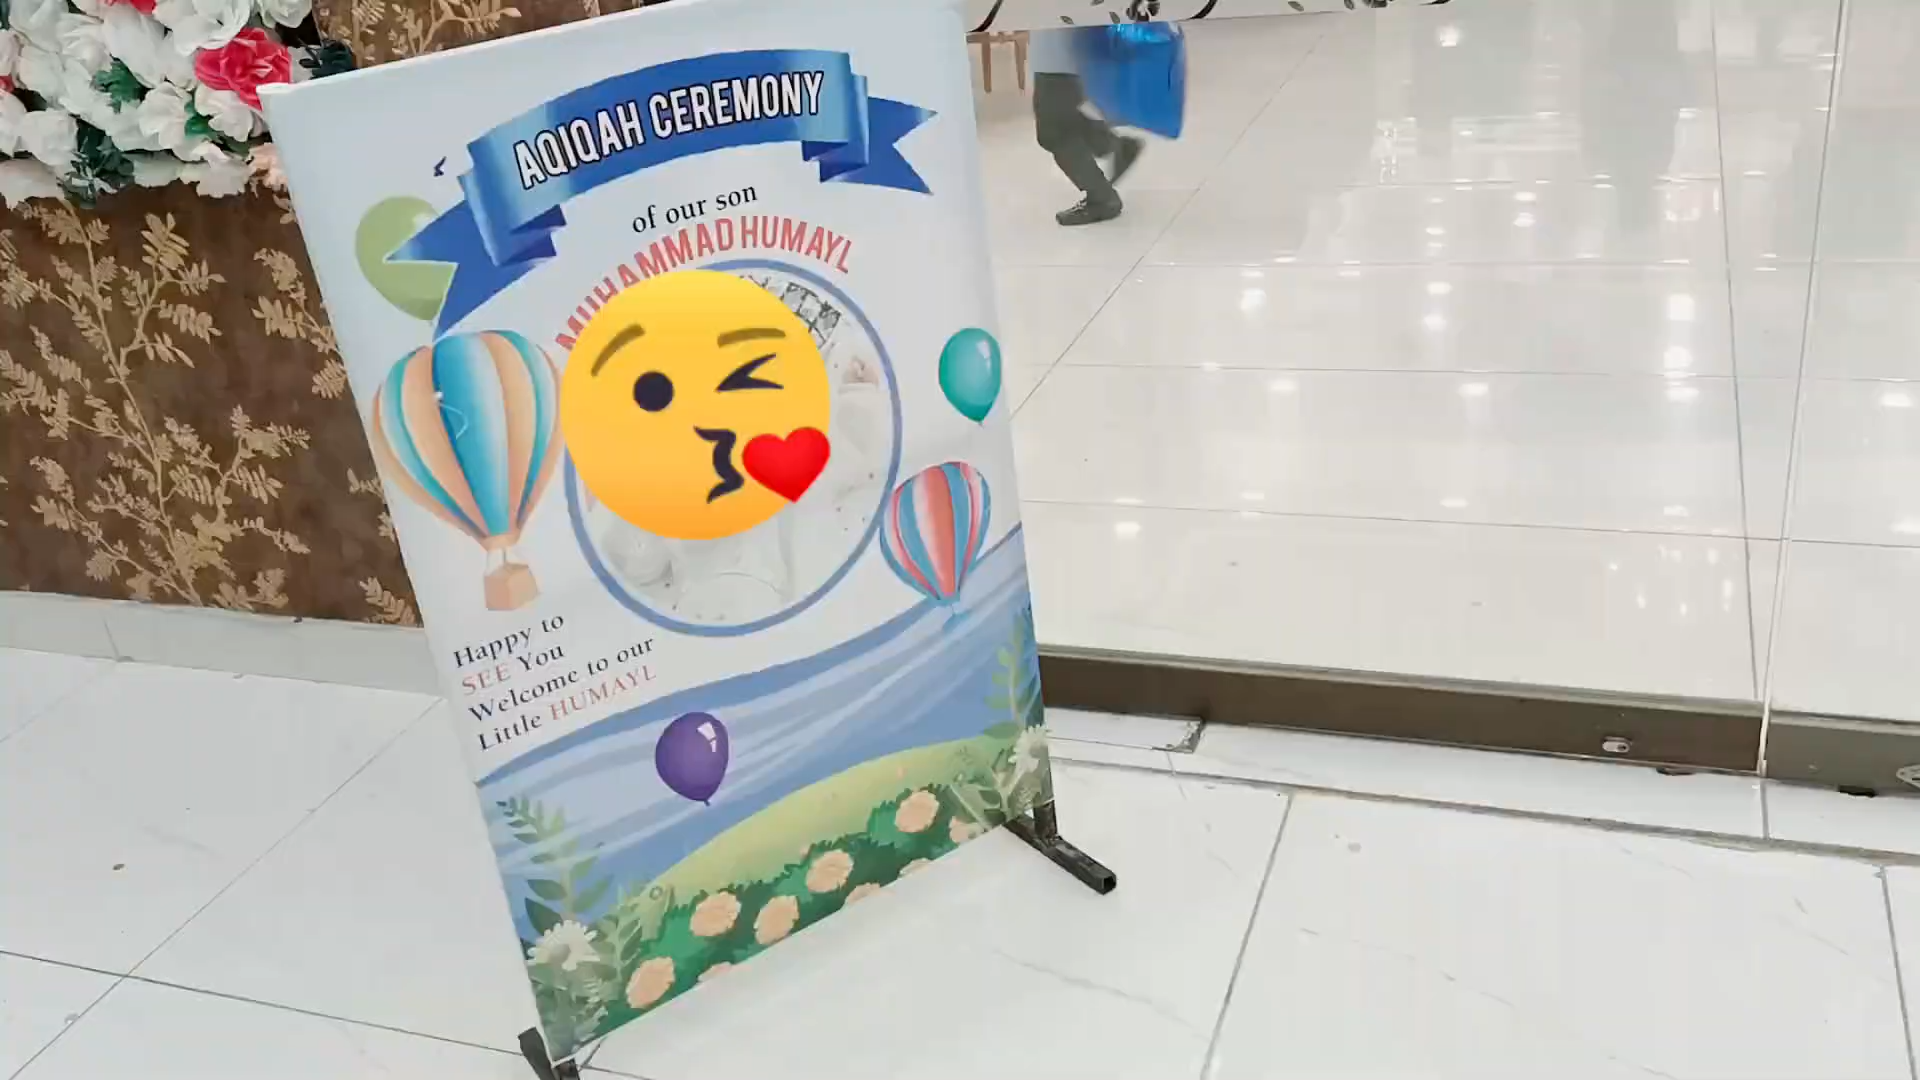 AQIQAH CEREMONY
of our son
MUHAMMAD HUMAYL
Happy to
SEE You
Welcome to our
Little HUMAYL